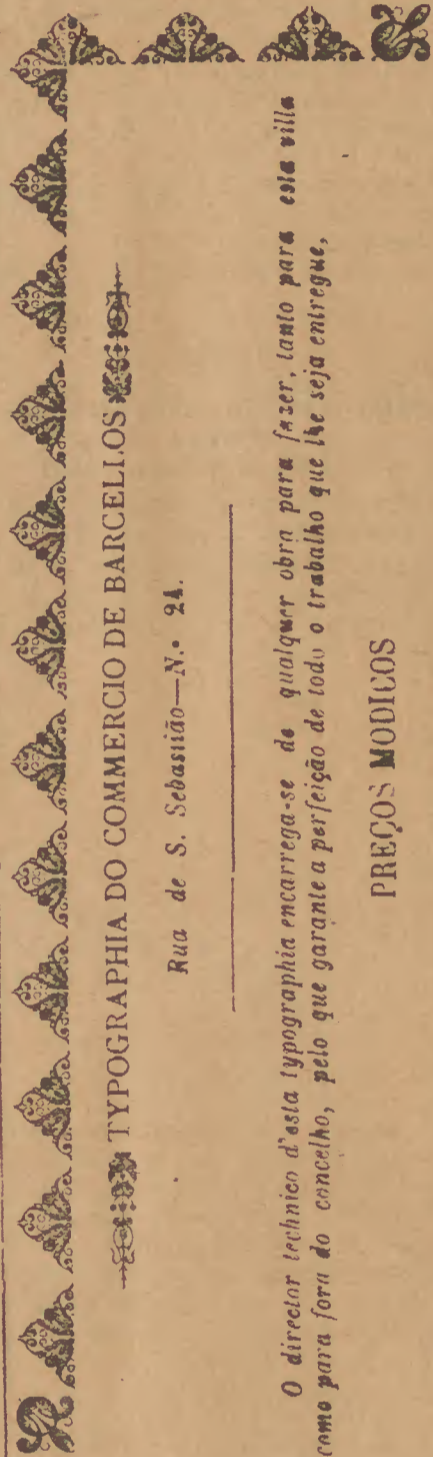 TYPOGRAPHIA DO COMMERCIO DE BARCELLOS
Rua de S. Sebastião—N.º 24.
O director technico d'esta typographia encarrega-se de qualquer obra para fazer, tanto para esta villa
como para fora do concelho, pelo que garante a perfeição de todo o trabalho que lhe seja entregue,
PREÇOS MODICOS